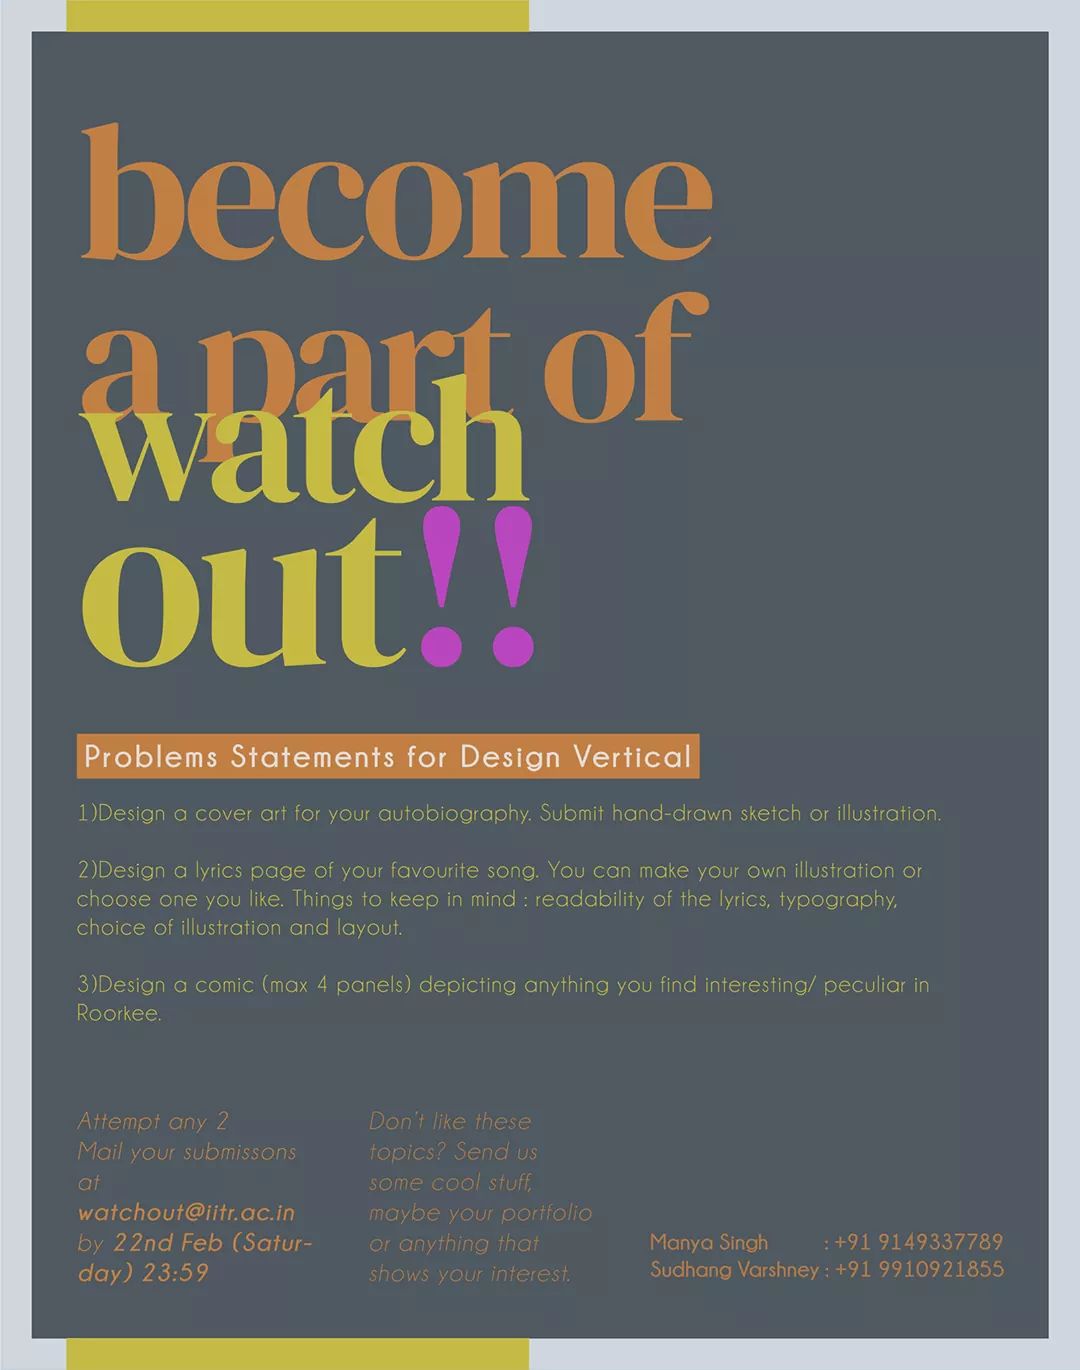 become
a part of
watch
out!!
Problems Statements for Design Vertical
1)Design a cover art for your autobiography. Submit hand-drawn sketch or illustration.
2)Design a lyrics page of your favourite song. You can make your own illustration or
choose one you like. Things to keep in mind : readability of the lyrics, typography,
choice of illustration and layout.
3)Design a comic (max 4 panels) depicting anything you find interesting/ peculiar in
Roorkee.
Attempt any 2
Mail your submissons
at
watchout@iitr.ac.in
by 22nd Feb (Satur-
day) 23:59
Don't like these
topics? Send us
some cool stuff,
maybe your portfolio
or anything that
shows your interest.
Manya Singh : +91 9149337789
Sudhang Varshney : +91 9910921855